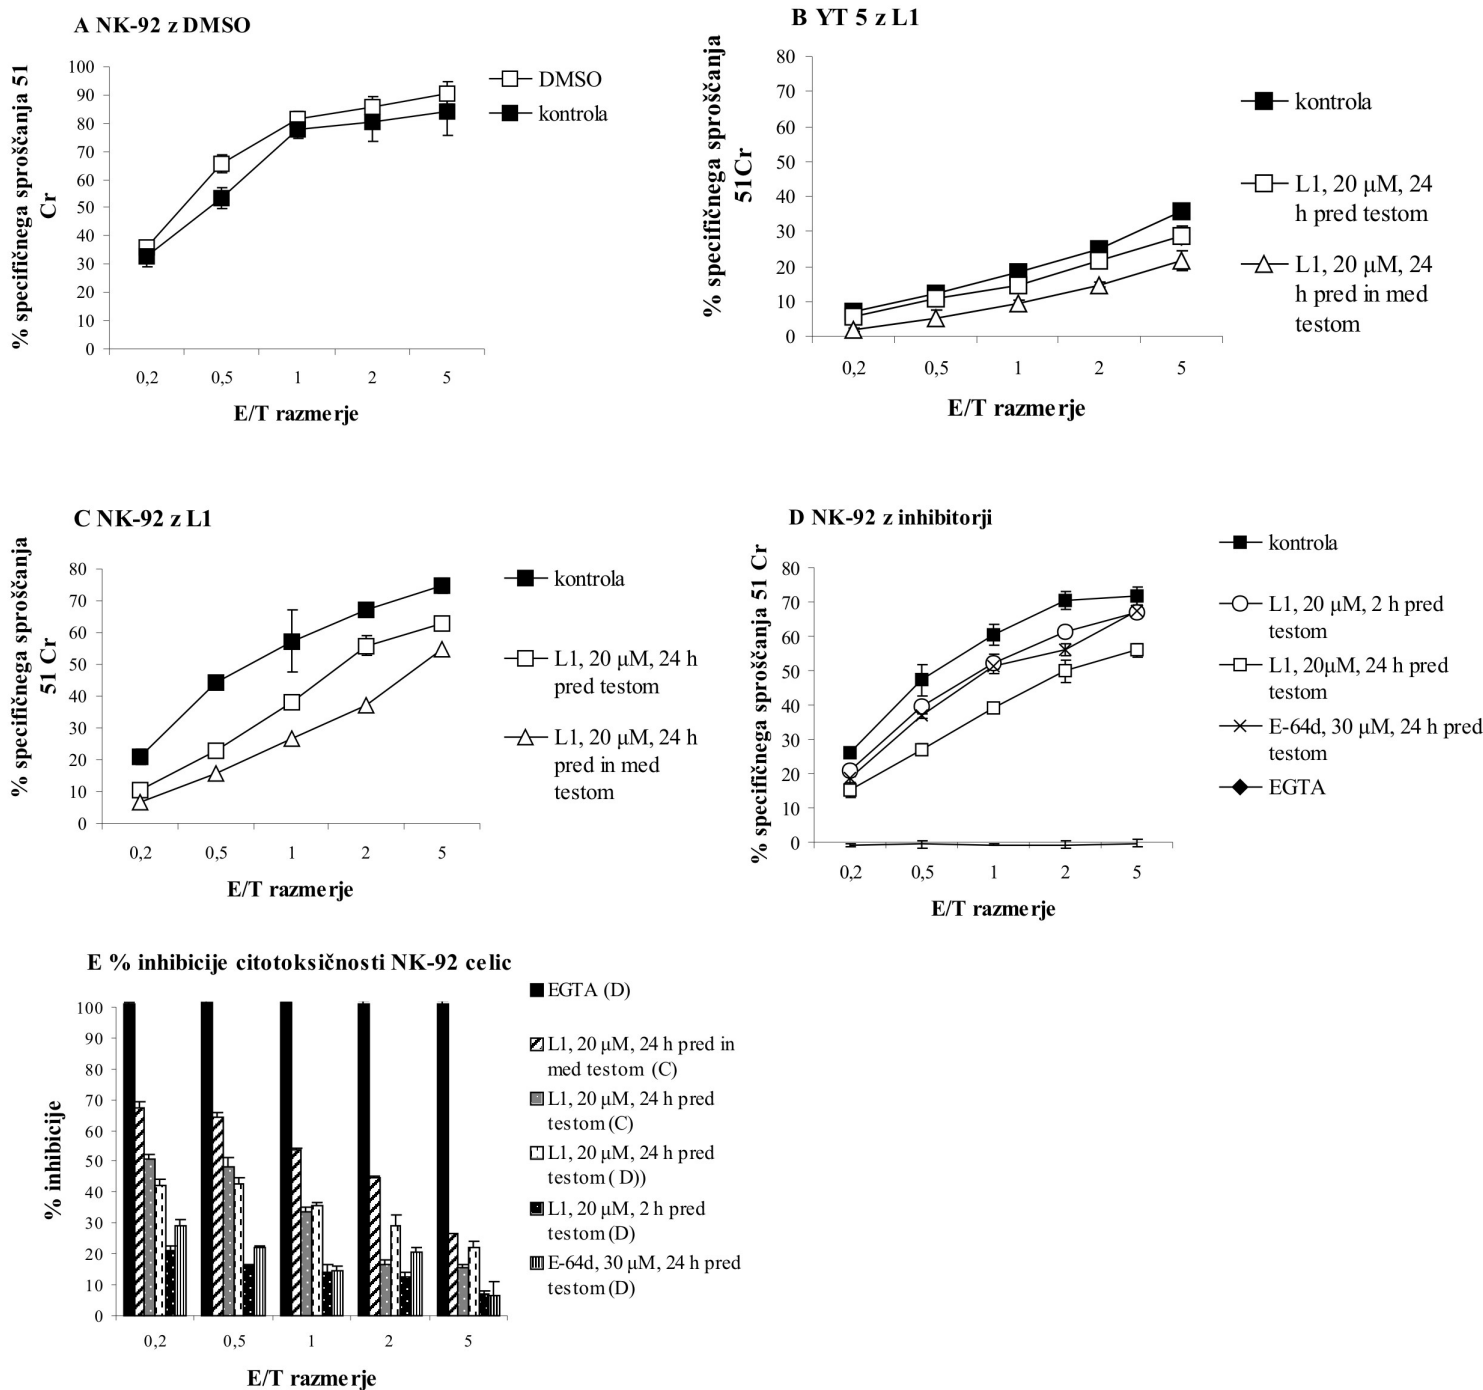 A NK-92 z DMSO
% specifičnega sproščanja 51
Cr
100
90
80
70
60
50
40
30
20
10
0
0,2
0,5
1
2
5
E/T razmerje
DMSO
kontrola
B YT 5 z L1
% specifičnega sproščanja
51Cr
80
70
60
50
40
30
20
10
0
0,2
0,5
1
2
5
E/T razmerje
kontrola
L1, 20 μM, 24
h pred testom
L1, 20 μM, 24
h pred in med
testom
C NK-92 z L1
% specifičnega sproščanja
51 Cr
80
70
60
50
40
30
20
10
0
0,2
0,5
1
2
5
E/T razmerje
kontrola
L1, 20 μM, 24 h
pred testom
L1, 20 μM, 24 h
pred in med
testom
D NK-92 z inhibitorji
% specifičnega sproščanja 51 Cr
80
70
60
50
40
30
20
10
0
0,2
0,5
1
2
5
E/T razmerje
kontrola
L1, 20 μM, 2 h pred
testom
L1, 20μM, 24 h pred
testom
E-64d, 30 μM, 24 h pred
testom
EGTA
E % inhibicije citotoksičnosti NK-92 celic
% inhibicije
100
90
80
70
60
50
40
30
20
10
0
0,2
0,5
1
2
5
E/T razmerje
EGTA (D)
L1, 20 μM, 24 h pred in
med testom (C)
L1, 20 μM, 24 h pred
testom (C)
L1, 20 μM, 24 h pred
testom ( D))
L1, 20 μM, 2 h pred
testom (D)
E-64d, 30 μM, 24 h pred
testom (D)